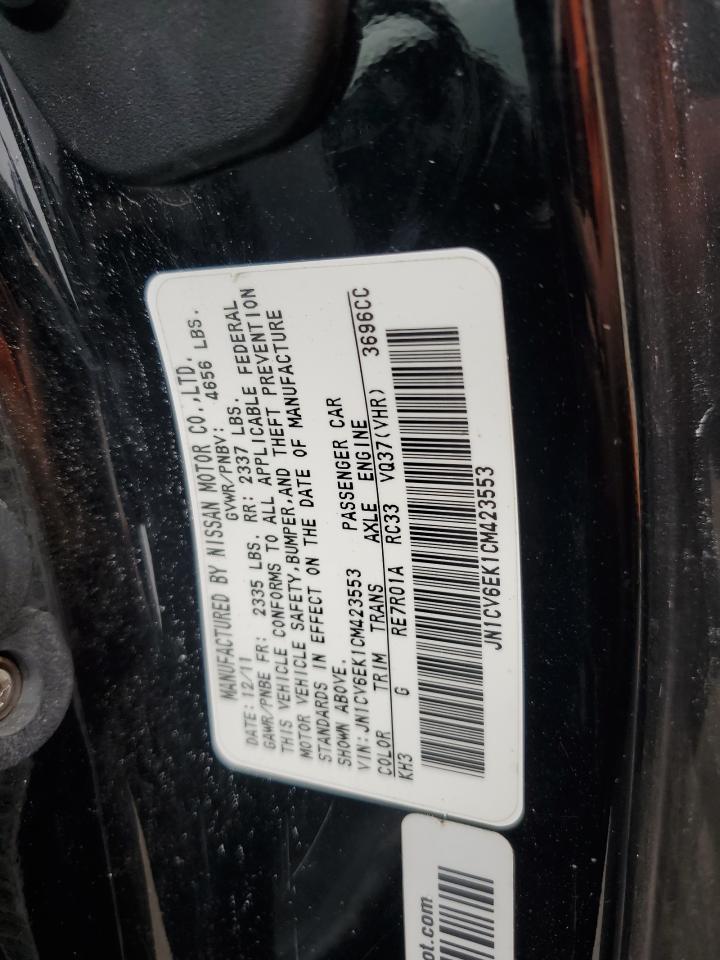 MANUFACTURED BY NISSAN MOTOR CO.,LTD.
DATE: 12/11 GVWR/PNBV: 4656 LBS.
GAWR/PNBE FR: 2335 LBS. RR: 2337 LBS.
THIS VEHICLE CONFORMS TO ALL APPLICABLE FEDERAL
MOTOR VEHICLE SAFETY,BUMPER,AND THEFT PREVENTION
STANDARDS IN EFFECT ON THE DATE OF MANUFACTURE
SHOWN ABOVE.
VIN:JN1CV6EK1CM423553 PASSENGER CAR
COLOR TRIM TRANS AXLE ENGINE
KH3 G RE7R01A RC33 VQ37(VHR) 3696CC
JN1CV6EK1CM423553
ot.com